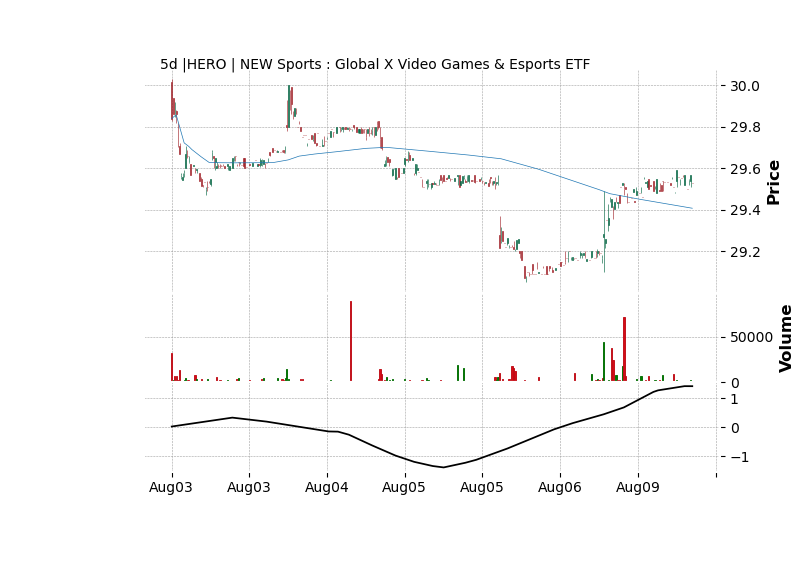 5d |HERO | NEW Sports : Global X Video Games & Esports ETF
30.0
29.8
29.6
29.4
29.2
Price
50000
0
Volume
1
0
−1
Aug03 Aug03 Aug04 Aug05 Aug05 Aug06 Aug09